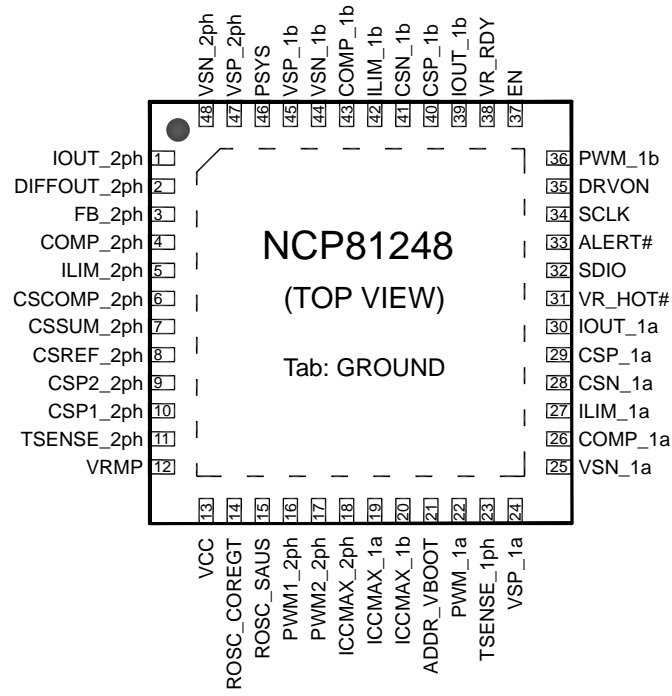 VSN_2ph
VSP_2ph
PSYS
VSP_1b
VSN_1b
COMP_1b
ILIM_1b
CSN_1b
CSP_1b
IOUT_1b
VR_RDY
EN
48
47
46
45
44
43
42
41
40
39
38
37
IOUT_2ph 1
DIFFOUT_2ph 2
FB_2ph 3
COMP_2ph 4
ILIM_2ph 5
CSCOMP_2ph 6
CSSUM_2ph 7
CSREF_2ph 8
CSP2_2ph 9
CSP1_2ph 10
TSENSE_2ph 11
VRMP 12
NCP81248
(TOP VIEW)
Tab: GROUND
36 PWM_1b
35 DRVON
34 SCLK
33 ALERT#
32 SDIO
31 VR_HOT#
30 IOUT_1a
29 CSP_1a
28 CSN_1a
27 ILIM_1a
26 COMP_1a
25 VSN_1a
13
14
15
16
17
18
19
20
21
22
23
24
VCC
ROSC_COREGT
ROSC_SAUS
PWM1_2ph
PWM2_2ph
ICCMAX_2ph
ICCMAX_1a
ICCMAX_1b
ADDR_VBOOT
PWM_1a
TSENSE_1ph
VSP_1a